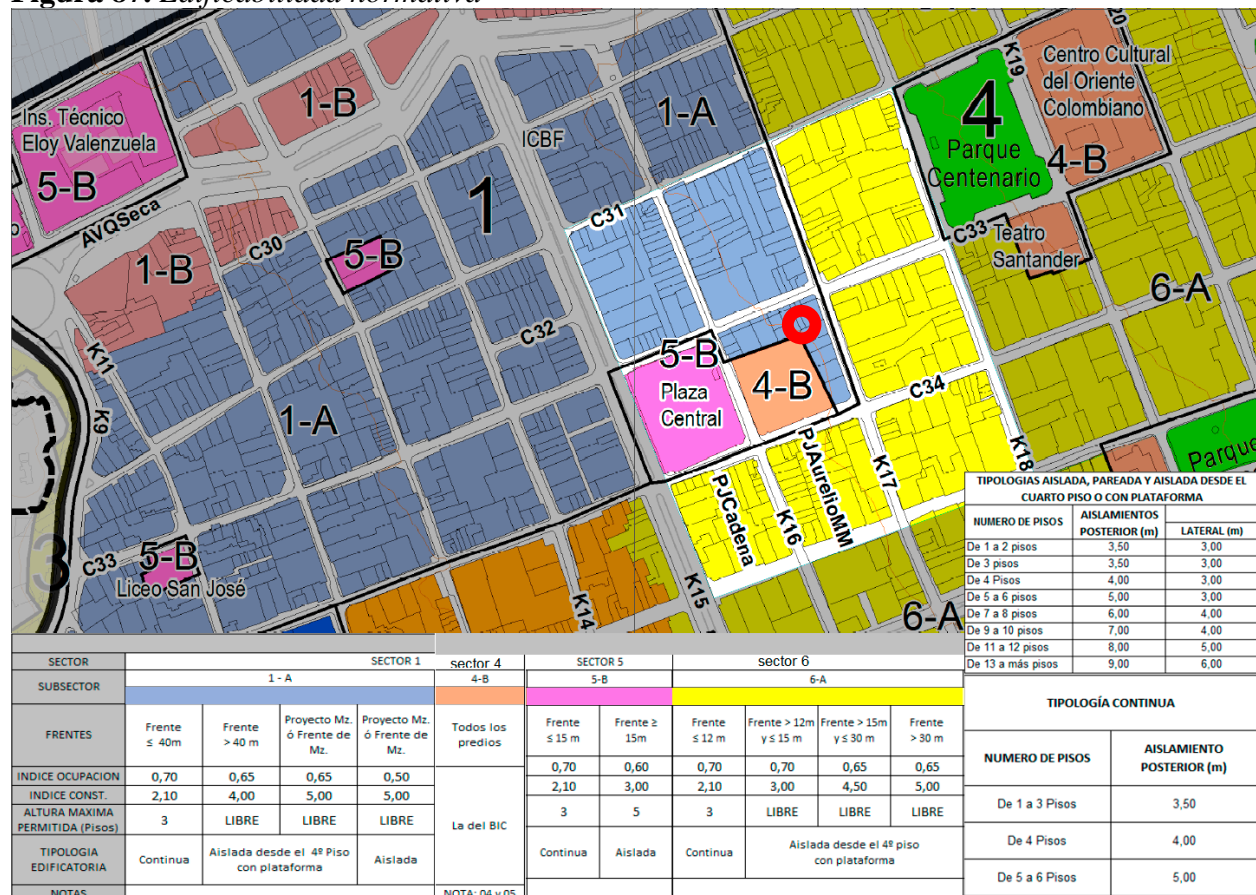 Figura 87. Edificabilidad normativa
Ins. Técnico
Eloy Valenzuela
5-B
AVQSeca
1-B
ICBF
1-A
1
K19
20
Centro Cultural
del Oriente
Colombiano
4
Parque
Centenario
4-B
C31
C30
5-B
1-B
C33
Teatro
Santander
6-A
K11
K9
C32
5-B
Plaza
Central
4-B
C34
1-A
K18
Parque
PJCadena
K16
PJAurelioMM
K17
3
C33
5-B
Liceo San José
K14
K15
6-A
TIPOLOGIAS AISLADA, PAREADA Y AISLADA DESDE EL
CUARTO PISO O CON PLATAFORMA
NUMERO DE PISOS AISLAMIENTOS
POSTERIOR (m) LATERAL (m)
De 1 a 2 pisos 3,50 3,00
De 3 pisos 3,50 3,00
De 4 Pisos 4,00 3,00
De 5 a 6 pisos 5,00 3,00
De 7 a 8 pisos 6,00 4,00
De 9 a 10 pisos 7,00 4,00
De 11 a 12 pisos 8,00 5,00
De 13 a más pisos 9,00 6,00
SECTOR SECTOR 1 sector 4 SECTOR 5 sector 6
SUBSECTOR 1 - A 4-B 5-B 6-A
FRENTES
Frente
≤ 40m
Frente
> 40 m
Proyecto Mz.
ó Frente de
Mz.
Proyecto Mz.
ó Frente de
Mz.
Todos los
predios
Frente
≤ 15 m
Frente ≥
15m
Frente
≤ 12 m
Frente > 12m
y ≤ 15 m
Frente > 15m
y ≤ 30 m
Frente
> 30 m
INDICE OCUPACION 0,70 0,65 0,65 0,50 0,70 0,60 0,70 0,70 0,65 0,65
INDICE CONST. 2,10 4,00 5,00 5,00 2,10 3,00 2,10 3,00 4,50 5,00
ALTURA MAXIMA
PERMITIDA (Pisos)
3 LIBRE LIBRE LIBRE La del BIC 3 5 3 LIBRE LIBRE LIBRE
TIPOLOGIA
EDIFICATORIA
Continua
Aislada desde el 4º Piso
con plataforma
Aislada
Continua
Aislada
Continua
Aislada desde el 4º piso
con plataforma
NOTAS NOTA: 04 y 05
TIPOLOGÍA CONTINUA
NUMERO DE PISOS
AISLAMIENTO
POSTERIOR (m)
De 1 a 3 Pisos 3,50
De 4 Pisos 4,00
De 5 a 6 Pisos 5,00